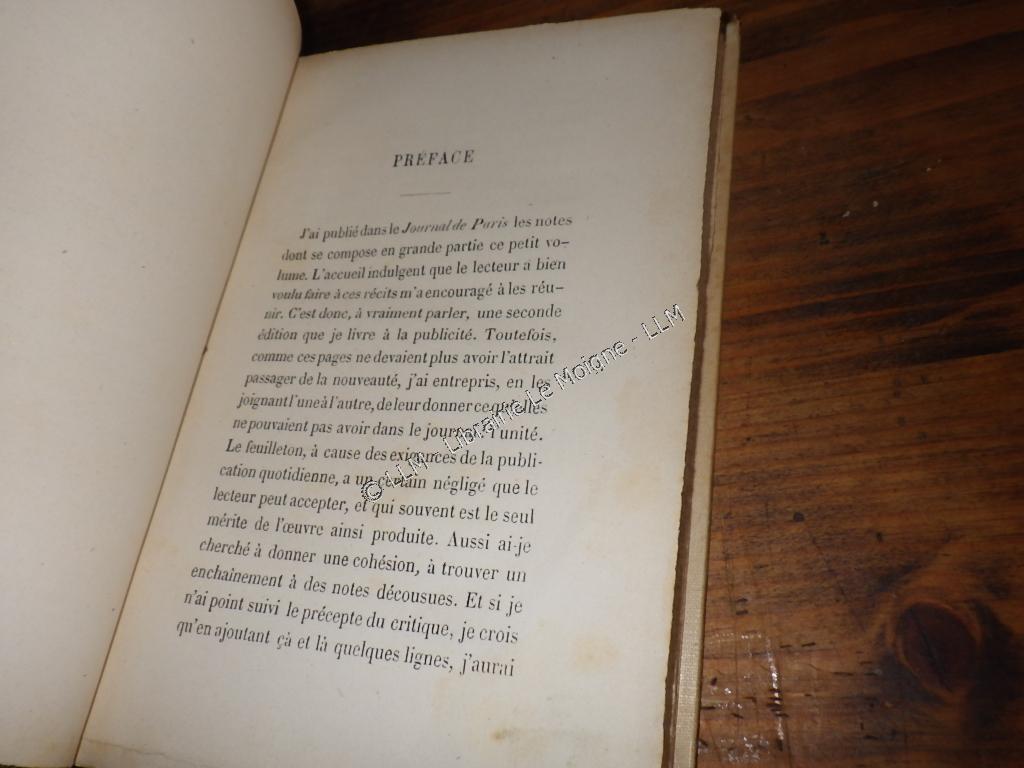 PRÉFACE
J'ai publié dans le Journal de Paris les notes
dont se compose en grande partie ce petit vo-
lume. L'accueil indulgent que le lecteur a bien
voulu faire à ces récits m'a encouragé à les réu-
nir. C'est donc, à vraiment parler, une seconde
édition que je livre à la publicité. Toutefois,
comme ces pages ne devaient plus avoir l'attrait
passager de la nouveauté, j'ai entrepris, en les
joignant l'une à l'autre, de leur donner ce qu'elles
ne pouvaient pas avoir dans le journal: l'unité.
Le feuilleton, à cause des exigences de la publi-
cation quotidienne, a un certain négligé que le
lecteur peut accepter, et qui souvent est le seul
mérite de l'œuvre ainsi produite. Aussi ai-je
cherché à donner une cohésion, à trouver un
enchainement à des notes décousues. Et si je
n'ai point suivi le précepte du critique, je crois
qu'en ajoutant çà et là quelques lignes, j'aurai
© LLM - Librairie Le Moigne - LLM